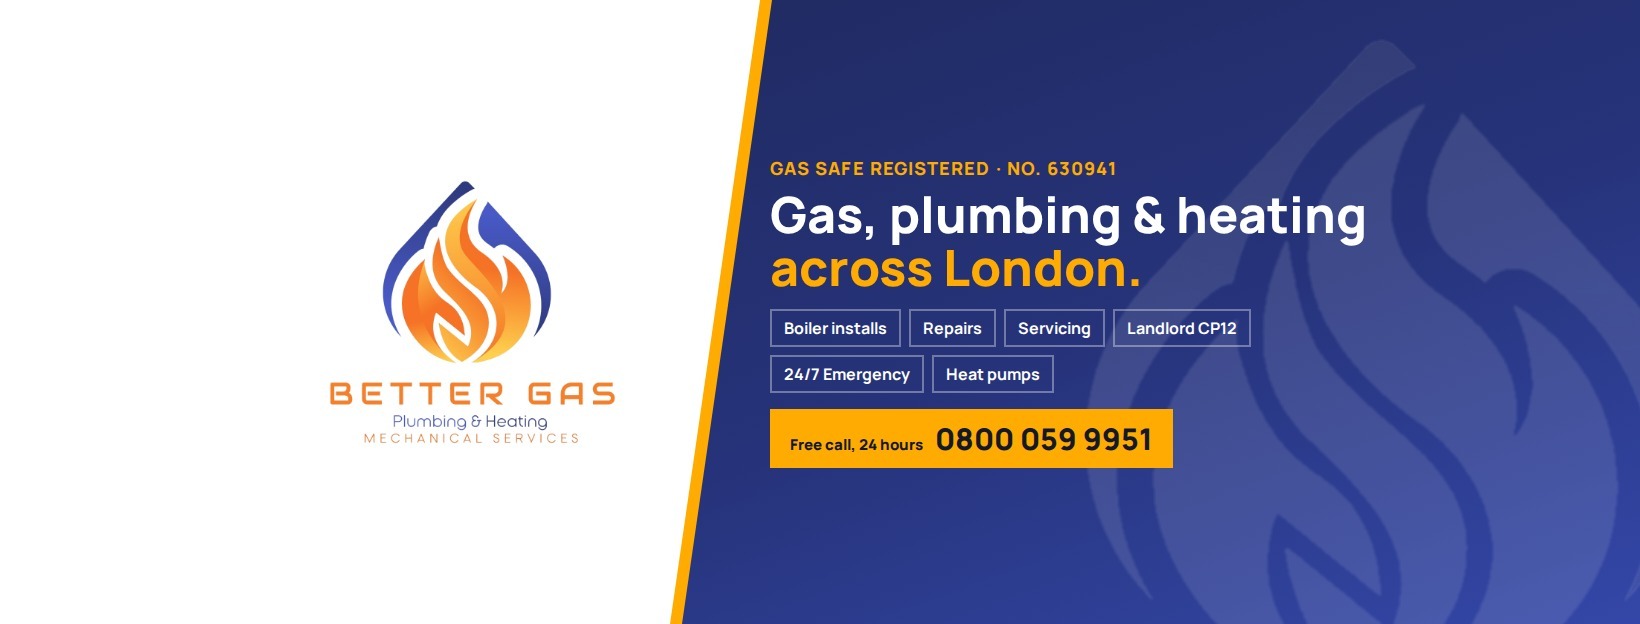 BETTER GAS
Plumbing & Heating
MECHANICAL SERVICES
GAS SAFE REGISTERED · NO. 630941
Gas, plumbing & heating
across London.
Boiler installs Repairs Servicing Landlord CP12
24/7 Emergency Heat pumps
Free call, 24 hours 0800 059 9951